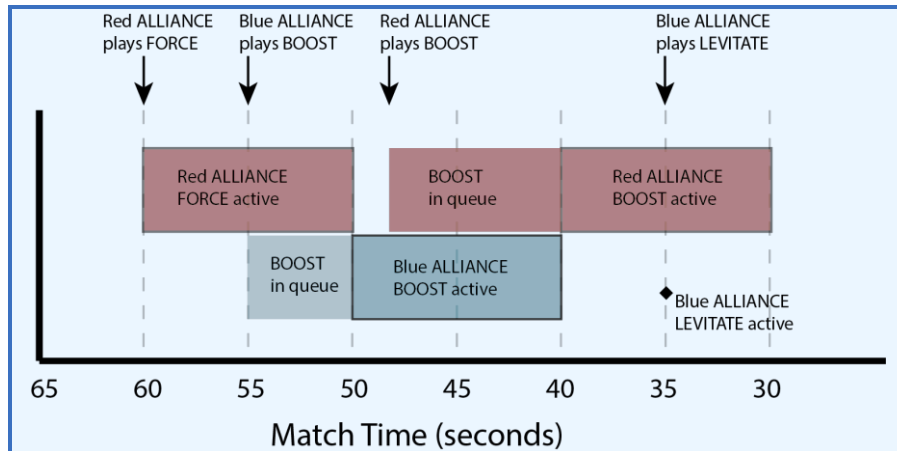 Red ALLIANCE
plays FORCE
Blue ALLIANCE
plays BOOST
Red ALLIANCE
plays BOOST
Blue ALLIANCE
plays LEVITATE
Red ALLIANCE
FORCE active
BOOST
in queue
Red ALLIANCE
BOOST active
BOOST
in queue
Blue ALLIANCE
BOOST active
Blue ALLIANCE
LEVITATE active
65 60 55 50 45 40 35 30
Match Time (seconds)